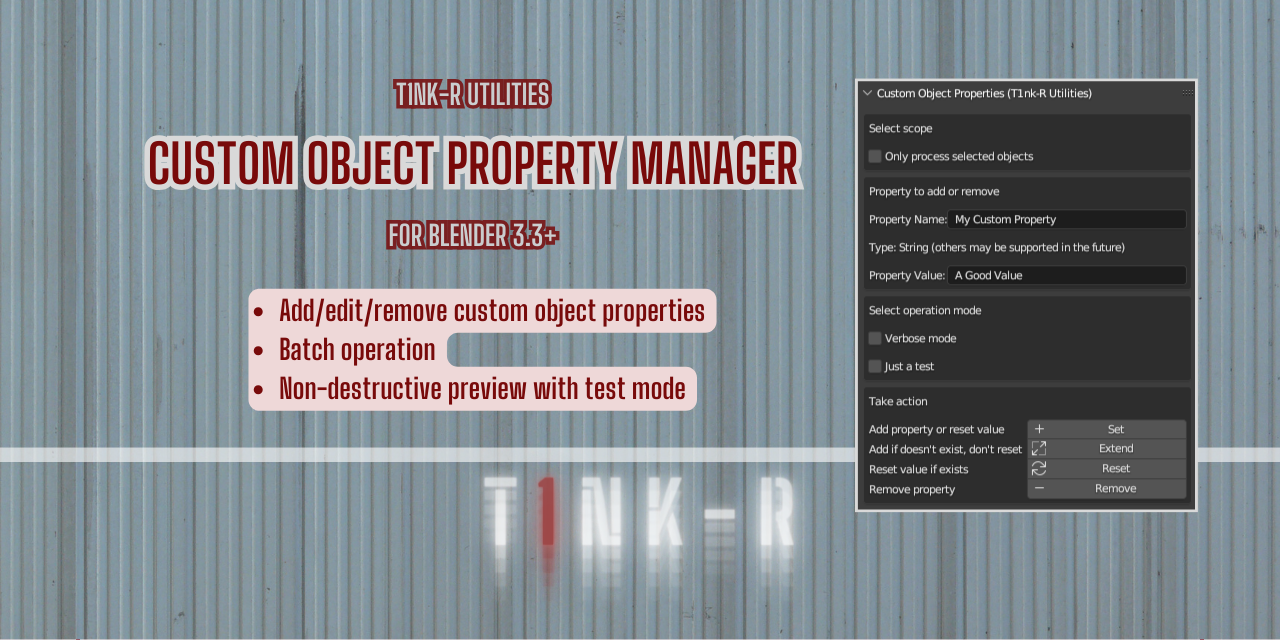 T1NK-R UTILITIES
CUSTOM OBJECT PROPERTY MANAGER
FOR BLENDER 3.3+
• Add/edit/remove custom object properties
• Batch operation
• Non-destructive preview with test mode
T1NK-R
Custom Object Properties (T1nk-R Utilities)
Select scope
Only process selected objects
Property to add or remove
Property Name: My Custom Property
Type: String (others may be supported in the future)
Property Value: A Good Value
Select operation mode
Verbose mode
Just a test
Take action
Add property or reset value + Set
Add if doesn't exist, don't reset Extend
Reset value if exists Reset
Remove property − Remove